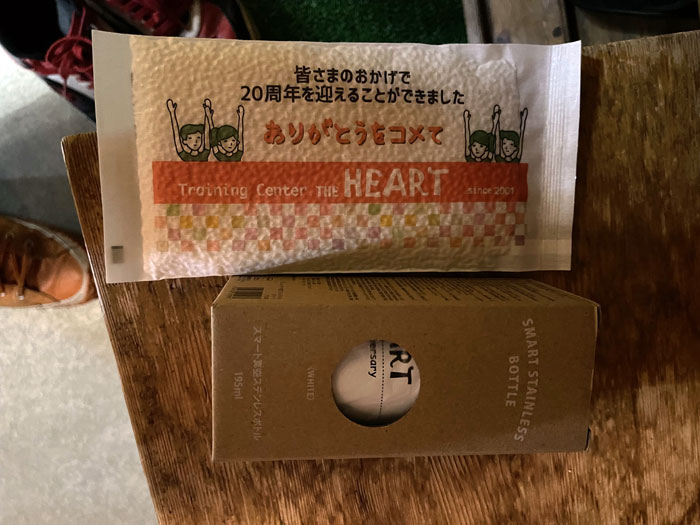 皆さまのおかげで
20周年を迎えることができました
ありがとうをコメて
Training Center THE HEART since 2001
SMART STAINLESS
BOTTLE
ART
ersary
(WHITE)
スマート真空ステンレスボトル
195ml